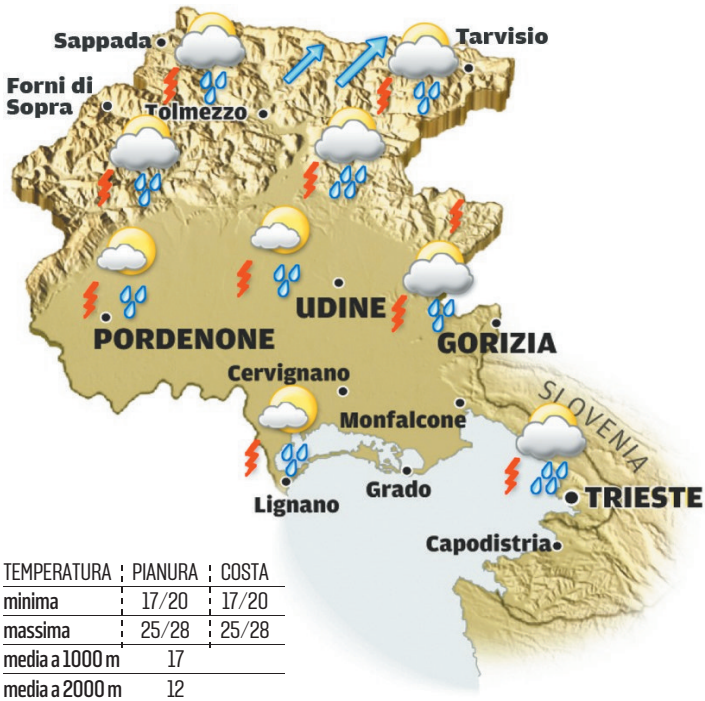 Sappada
Tarvisio
Forni di
Sopra
Tolmezzo
UDINE
PORDENONE
GORIZIA
Cervignano
SLOVENIA
Monfalcone
Grado
Lignano
TRIESTE
Capodistria
TEMPERATURA PIANURA COSTA
minima 17/20 17/20
massima 25/28 25/28
media a 1000 m 17
media a 2000 m 12